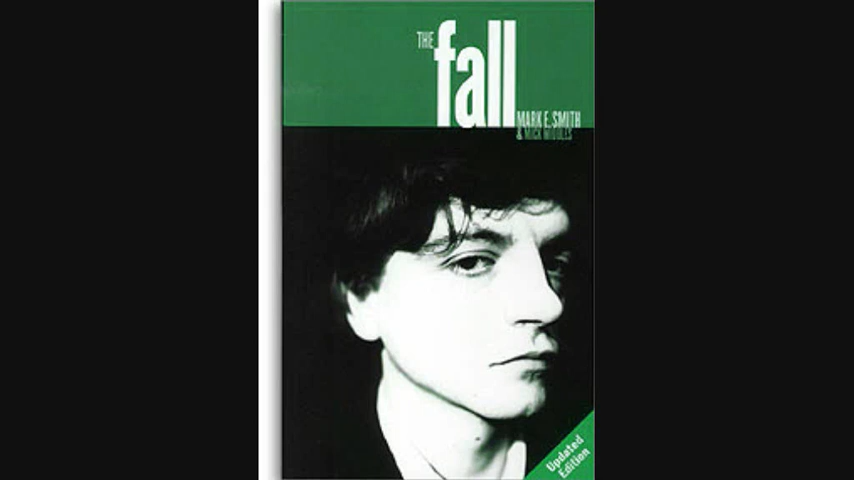 THE
fall
MARK E. SMITH
& MICK MIDDLES
Updated
Edition